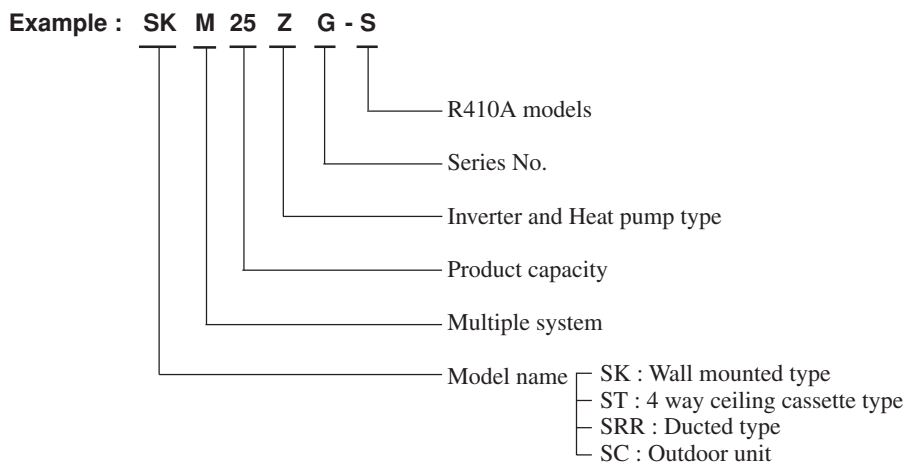 Example : SK M 25 Z G - S
R410A models
Series No.
Inverter and Heat pump type
Product capacity
Multiple system
Model name
SK : Wall mounted type
ST : 4 way ceiling cassette type
SRR : Ducted type
SC : Outdoor unit